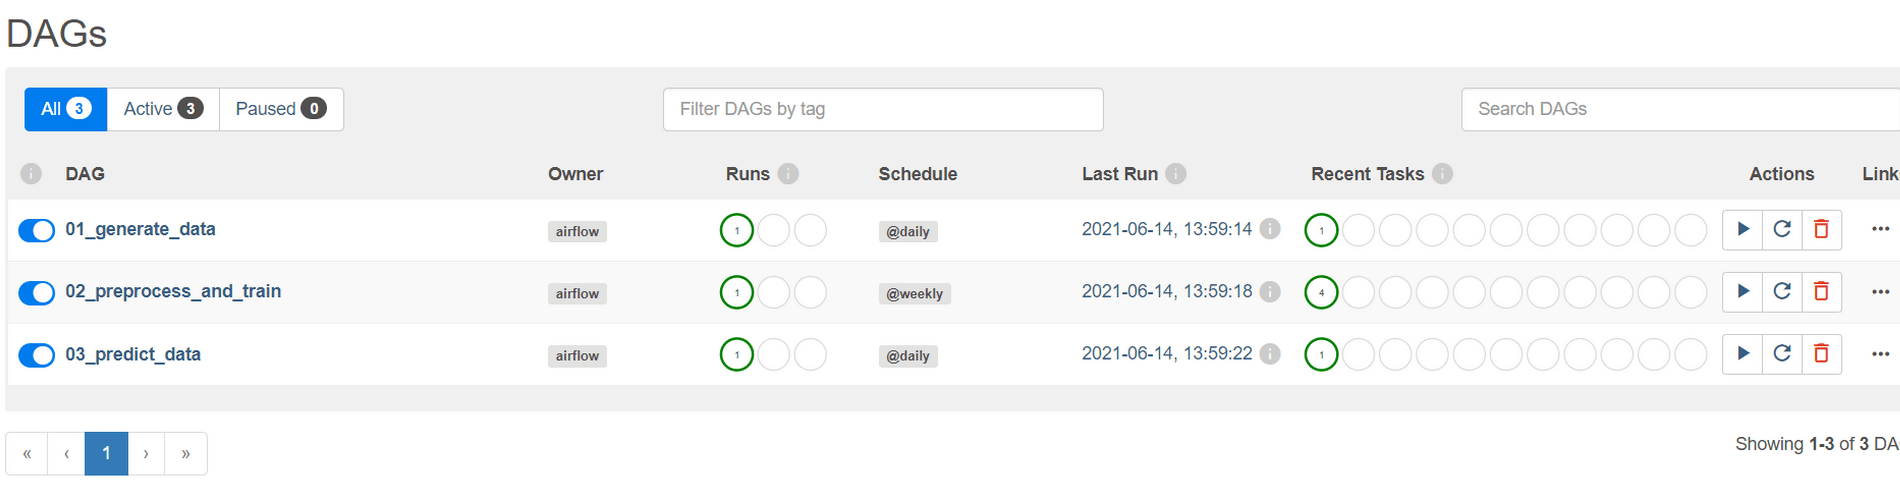 DAGs
All 3 Active 3 Paused 0 Filter DAGs by tag Search DAGs
i DAG Owner Runs i Schedule Last Run i Recent Tasks i Actions Link
01_generate_data airflow 1 @daily 2021-06-14, 13:59:14 i 1
02_preprocess_and_train airflow 1 @weekly 2021-06-14, 13:59:18 i 4
03_predict_data airflow 1 @daily 2021-06-14, 13:59:22 i 1
« ‹ 1 › » Showing 1-3 of 3 DA